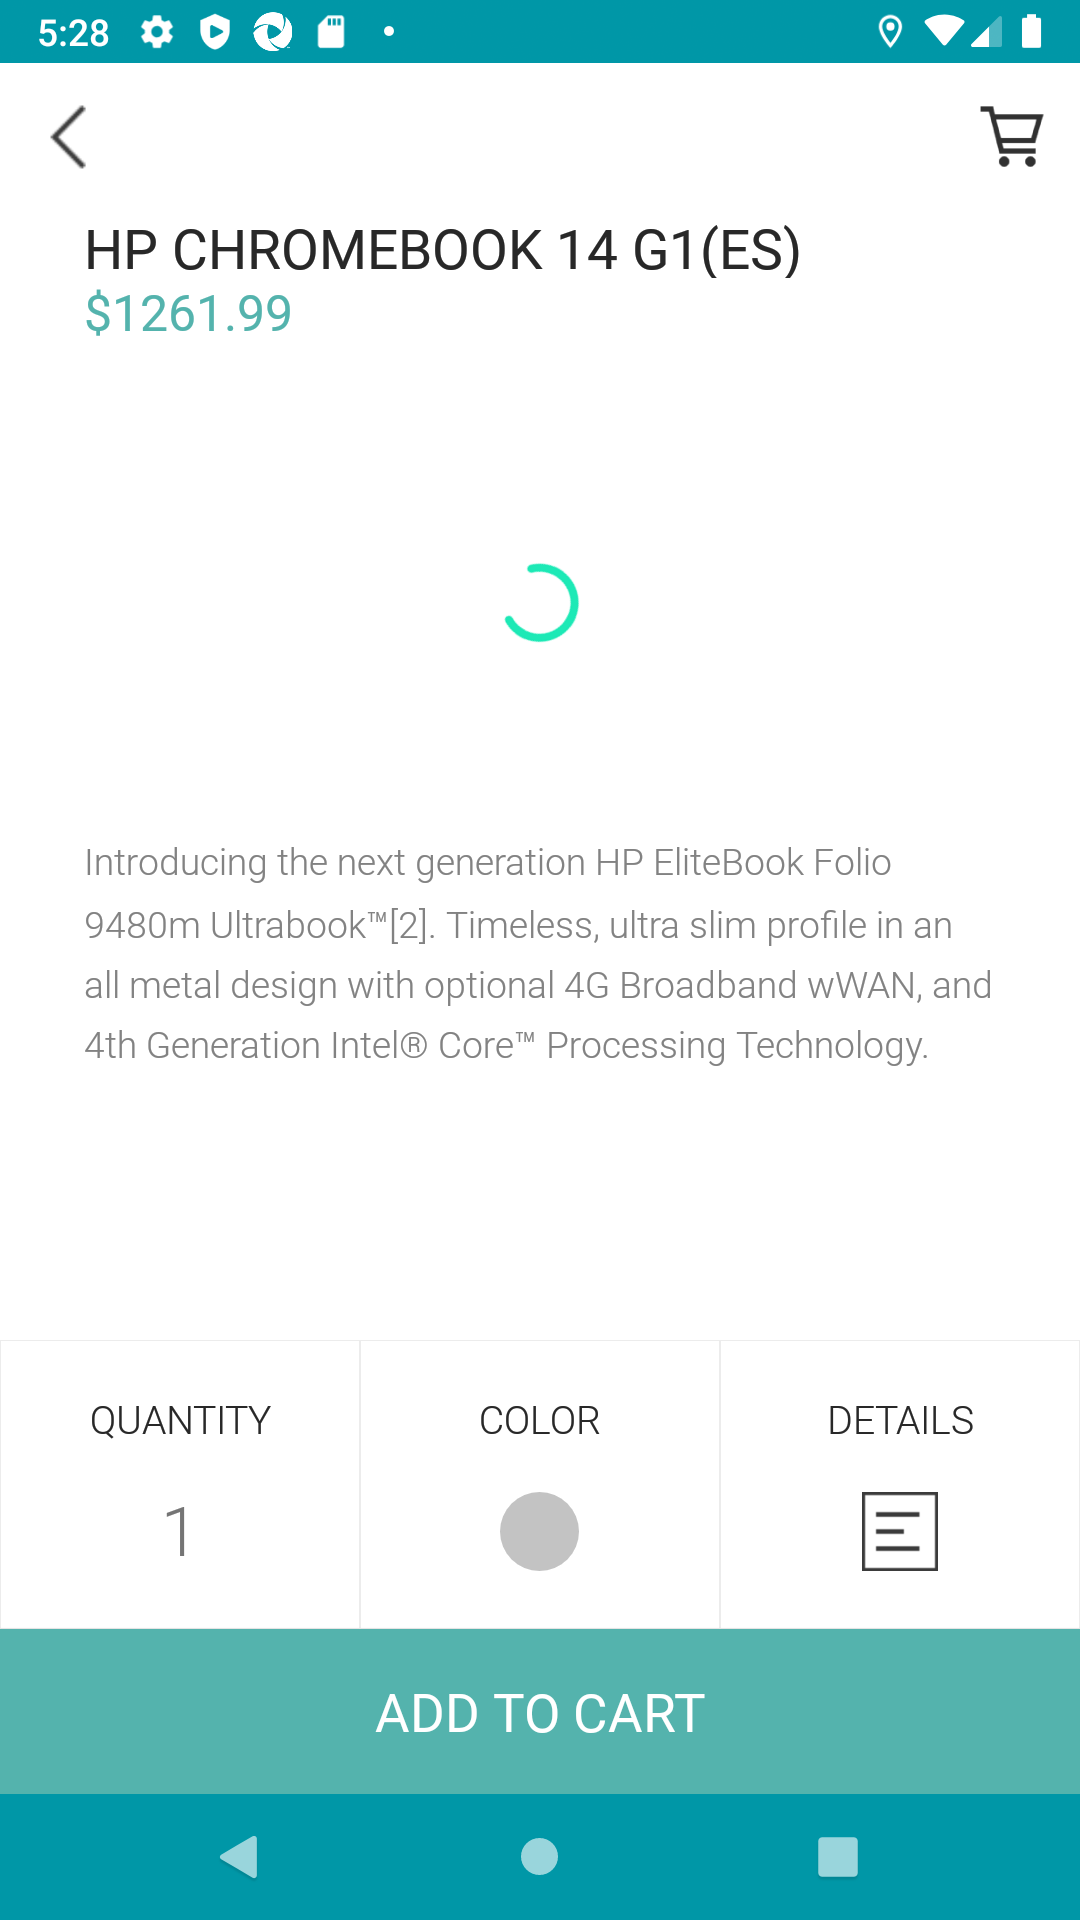 5:28
HP CHROMEBOOK 14 G1(ES)
$1261.99
Introducing the next generation HP EliteBook Folio
9480m Ultrabook™[2]. Timeless, ultra slim profile in an
all metal design with optional 4G Broadband wWAN, and
4th Generation Intel® Core™ Processing Technology.
QUANTITY
COLOR
DETAILS
1
ADD TO CART